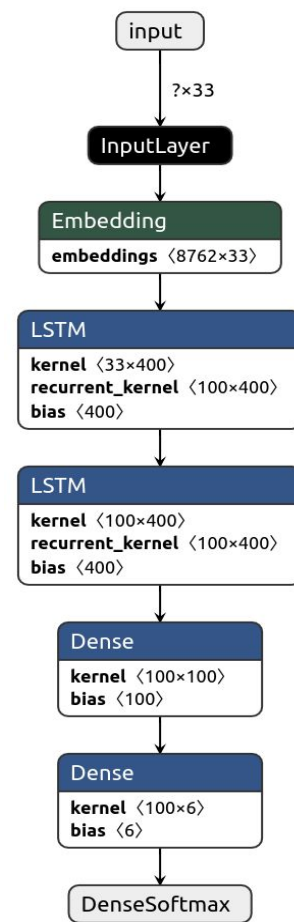 input
?×33
InputLayer
Embedding
embeddings 〈8762×33〉
LSTM
kernel 〈33×400〉
recurrent_kernel 〈100×400〉
bias 〈400〉
LSTM
kernel 〈100×400〉
recurrent_kernel 〈100×400〉
bias 〈400〉
Dense
kernel 〈100×100〉
bias 〈100〉
Dense
kernel 〈100×6〉
bias 〈6〉
DenseSoftmax